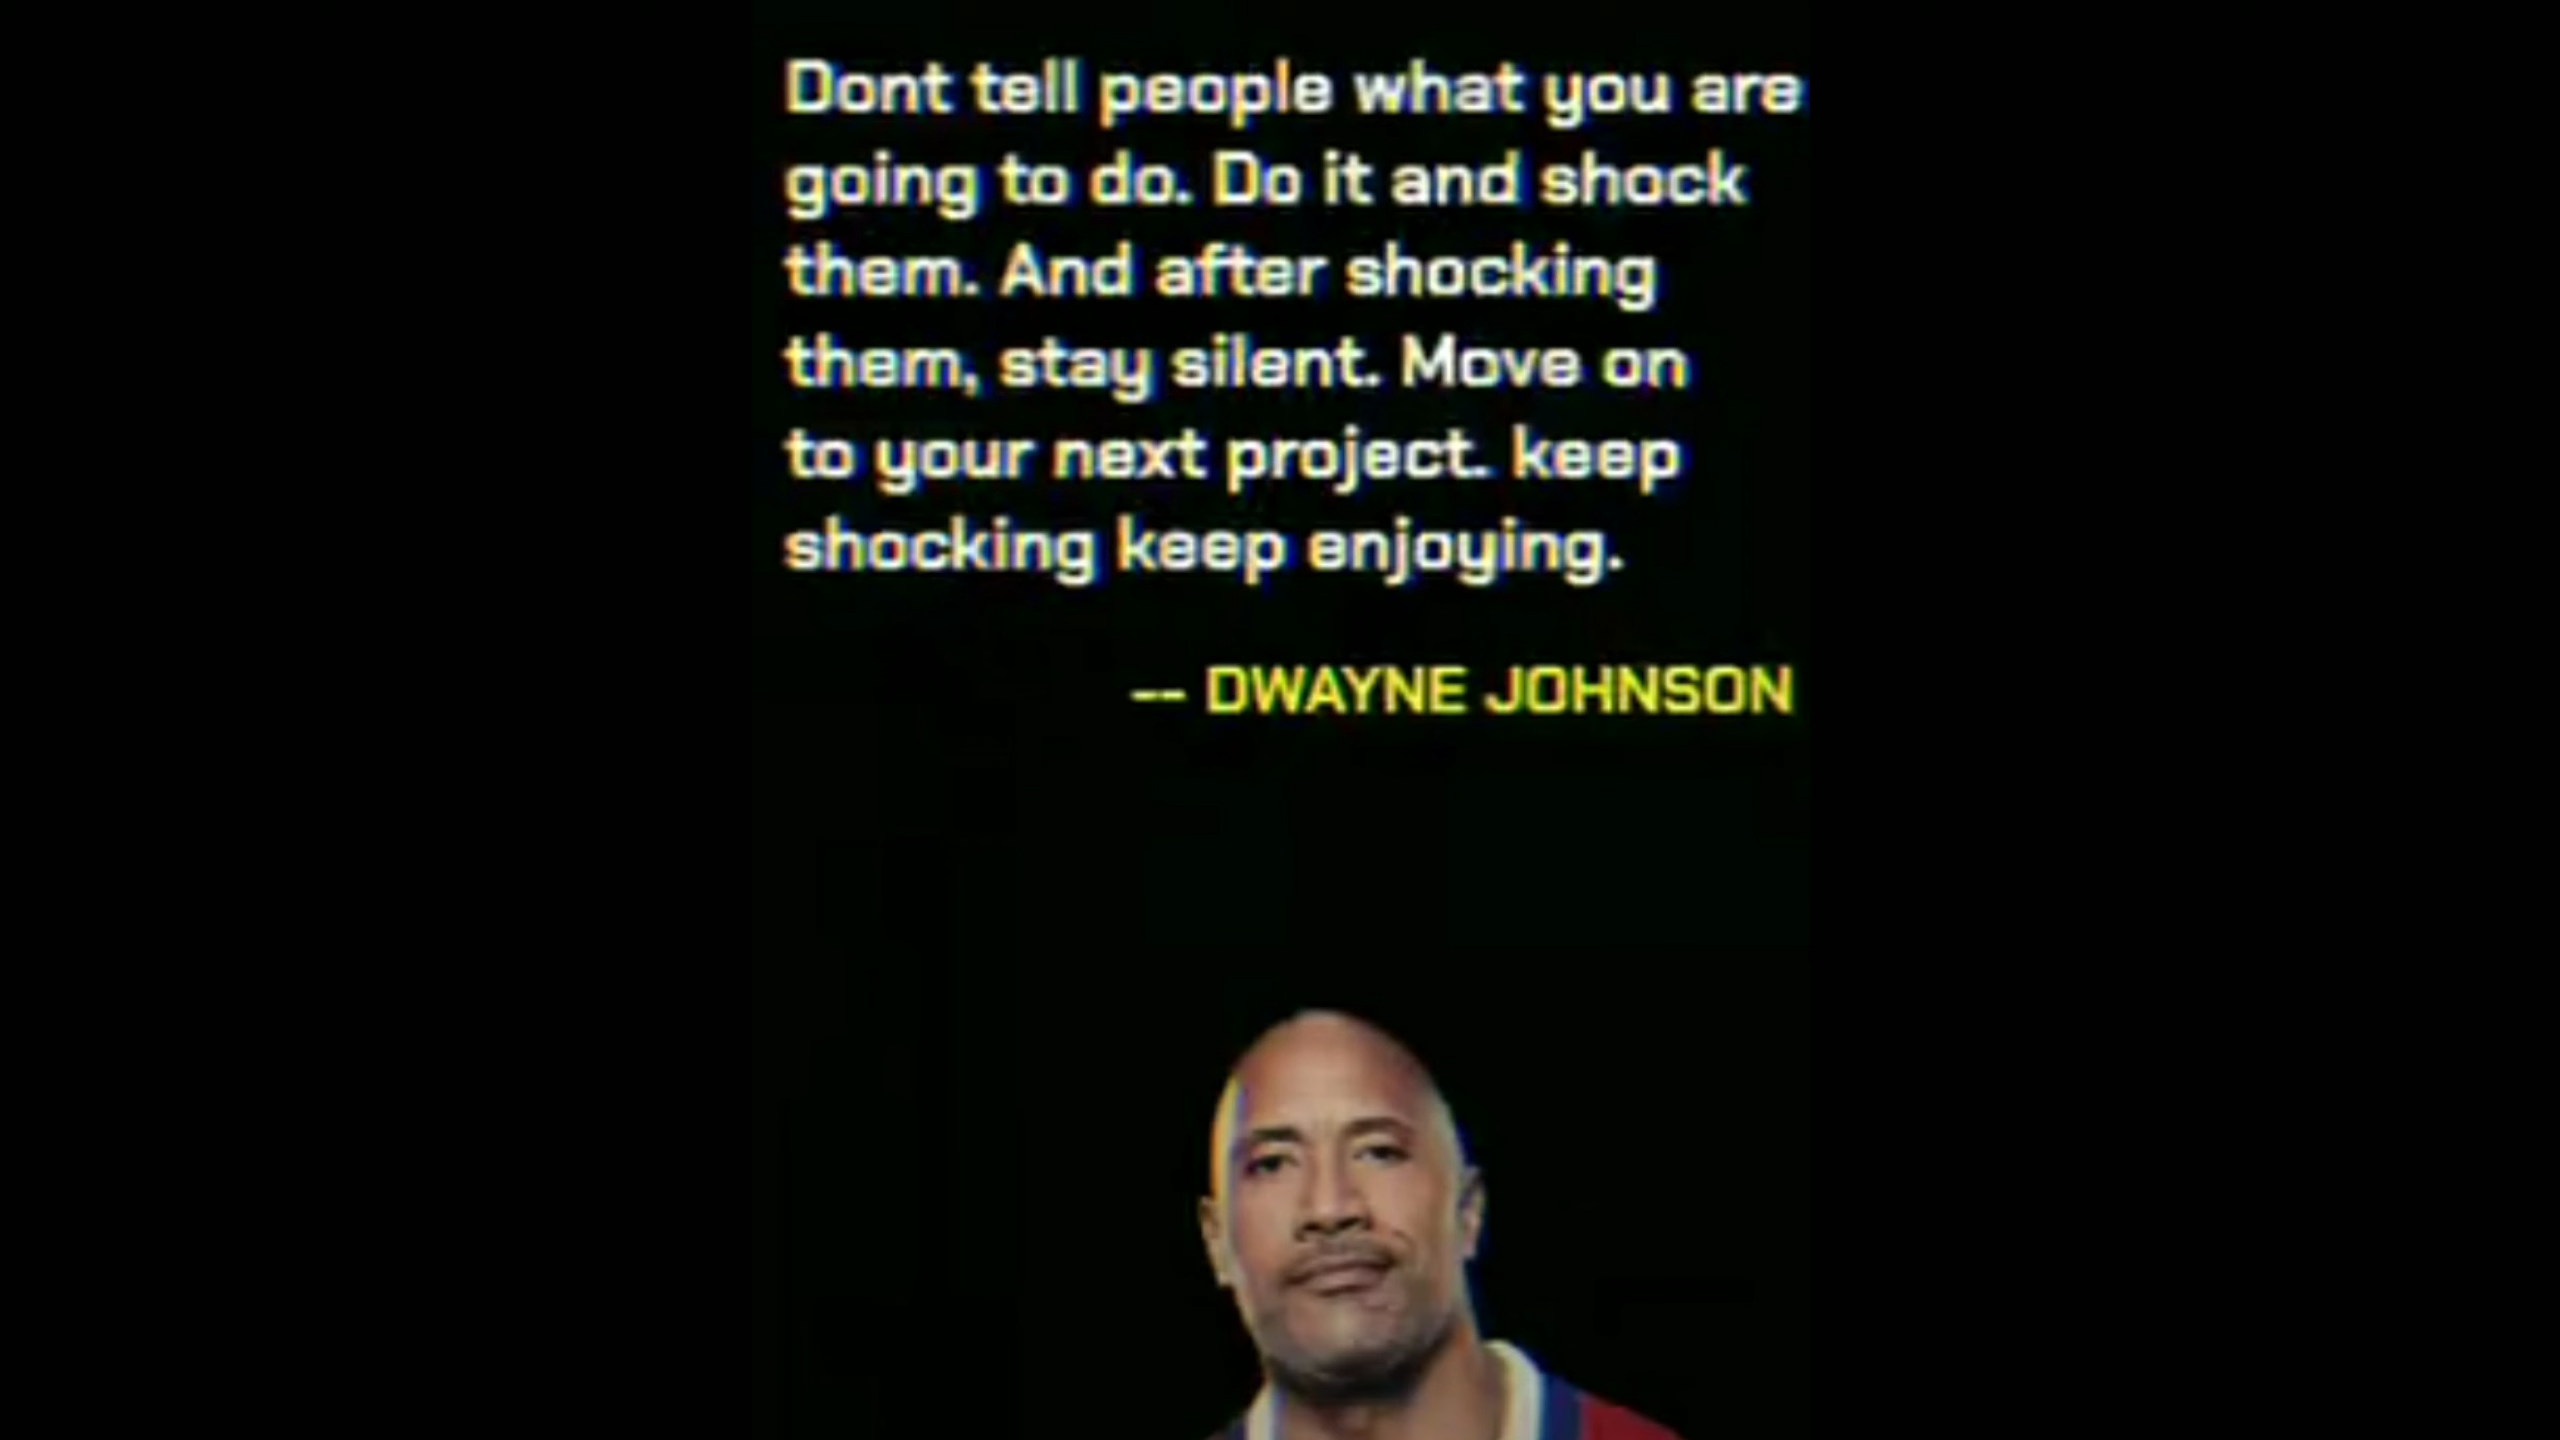 Dont tell people what you are
going to do. Do it and shock
them. And after shocking
them, stay silent. Move on
to your next project. keep
shocking keep enjoying.
-- DWAYNE JOHNSON